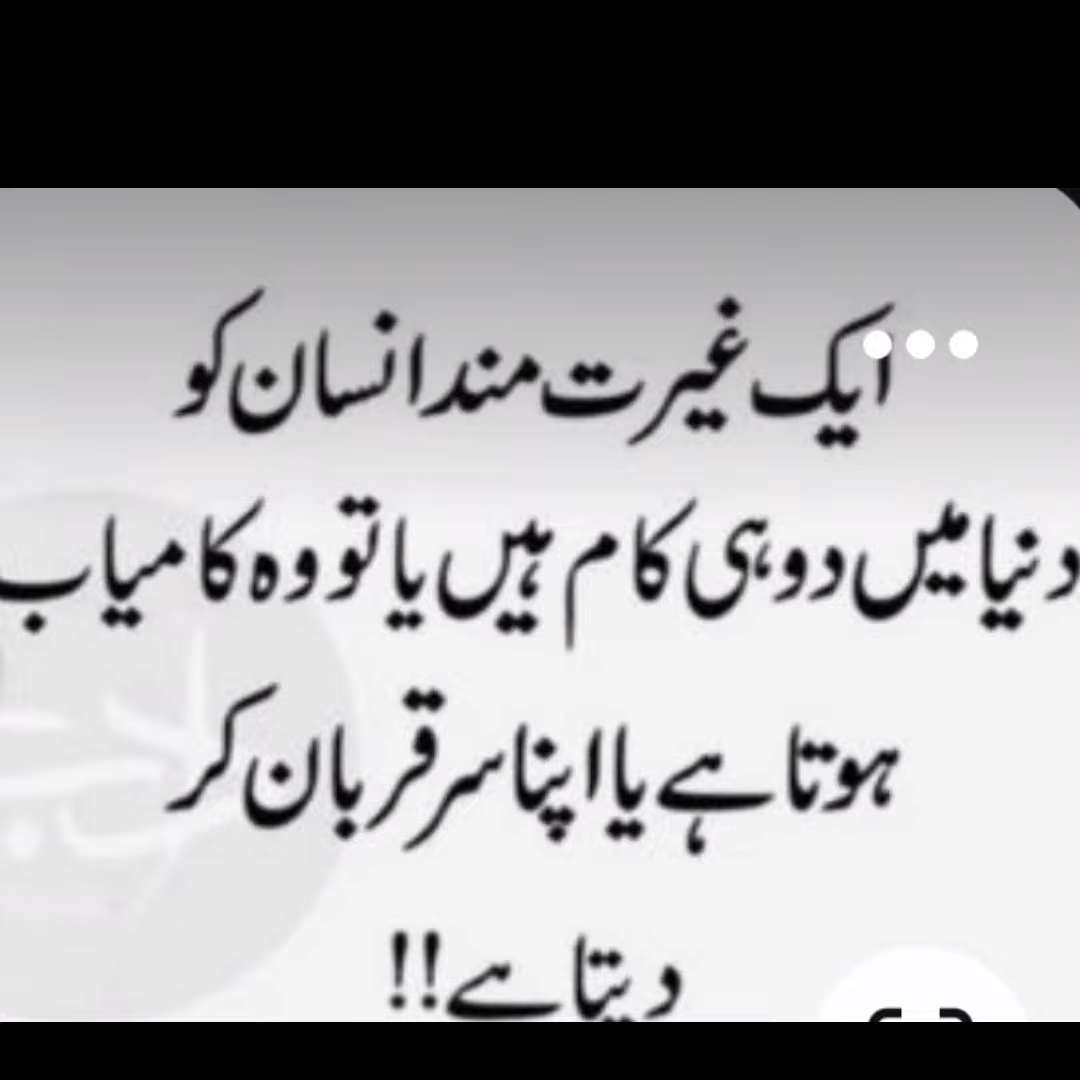 ایک غیرت مند انسان کو
دنیا میں دو ہی کام ہیں یا تو وہ کامیاب
ہوتا ہے یا اپنا سر قربان کر
دیتا ہے!!